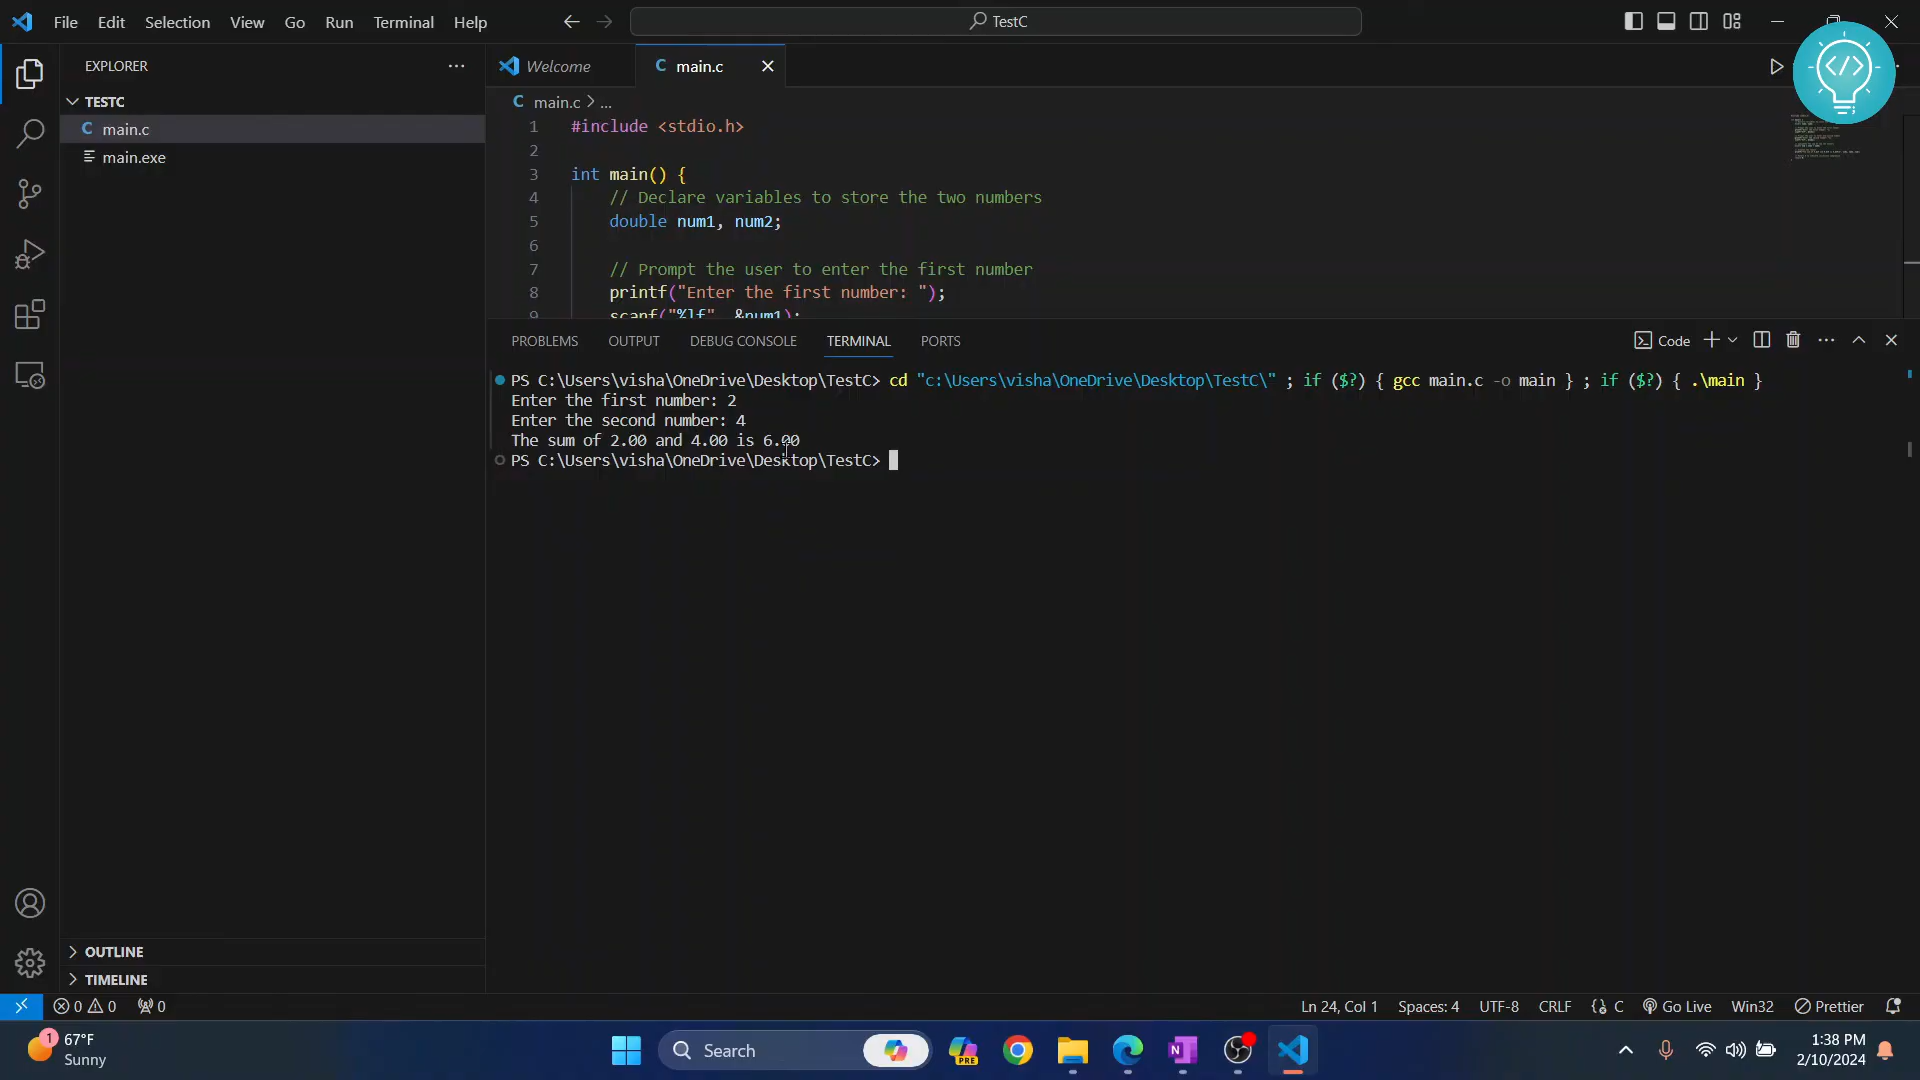 File Edit Selection View Go Run Terminal Help
TestC
EXPLORER
TESTC
main.c
main.exe
OUTLINE
TIMELINE
Welcome
C main.c
C main.c > ...
1 #include <stdio.h>
2
3 int main() {
4 // Declare variables to store the two numbers
5 double num1, num2;
6
7 // Prompt the user to enter the first number
8 printf("Enter the first number: ");
9 scanf("%lf", &num1);
PROBLEMS OUTPUT DEBUG CONSOLE TERMINAL PORTS
Code
PS C:\Users\visha\OneDrive\Desktop\TestC> cd "c:\Users\visha\OneDrive\Desktop\TestC\" ; if ($?) { gcc main.c -o main } ; if ($?) { .\main }
Enter the first number: 2
Enter the second number: 4
The sum of 2.00 and 4.00 is 6.00
PS C:\Users\visha\OneDrive\Desktop\TestC>
0 0 0
Ln 24, Col 1 Spaces: 4 UTF-8 CRLF {} C Go Live Win32 Prettier
1 67°F
Sunny
Search
PRE
N
1:38 PM
2/10/2024